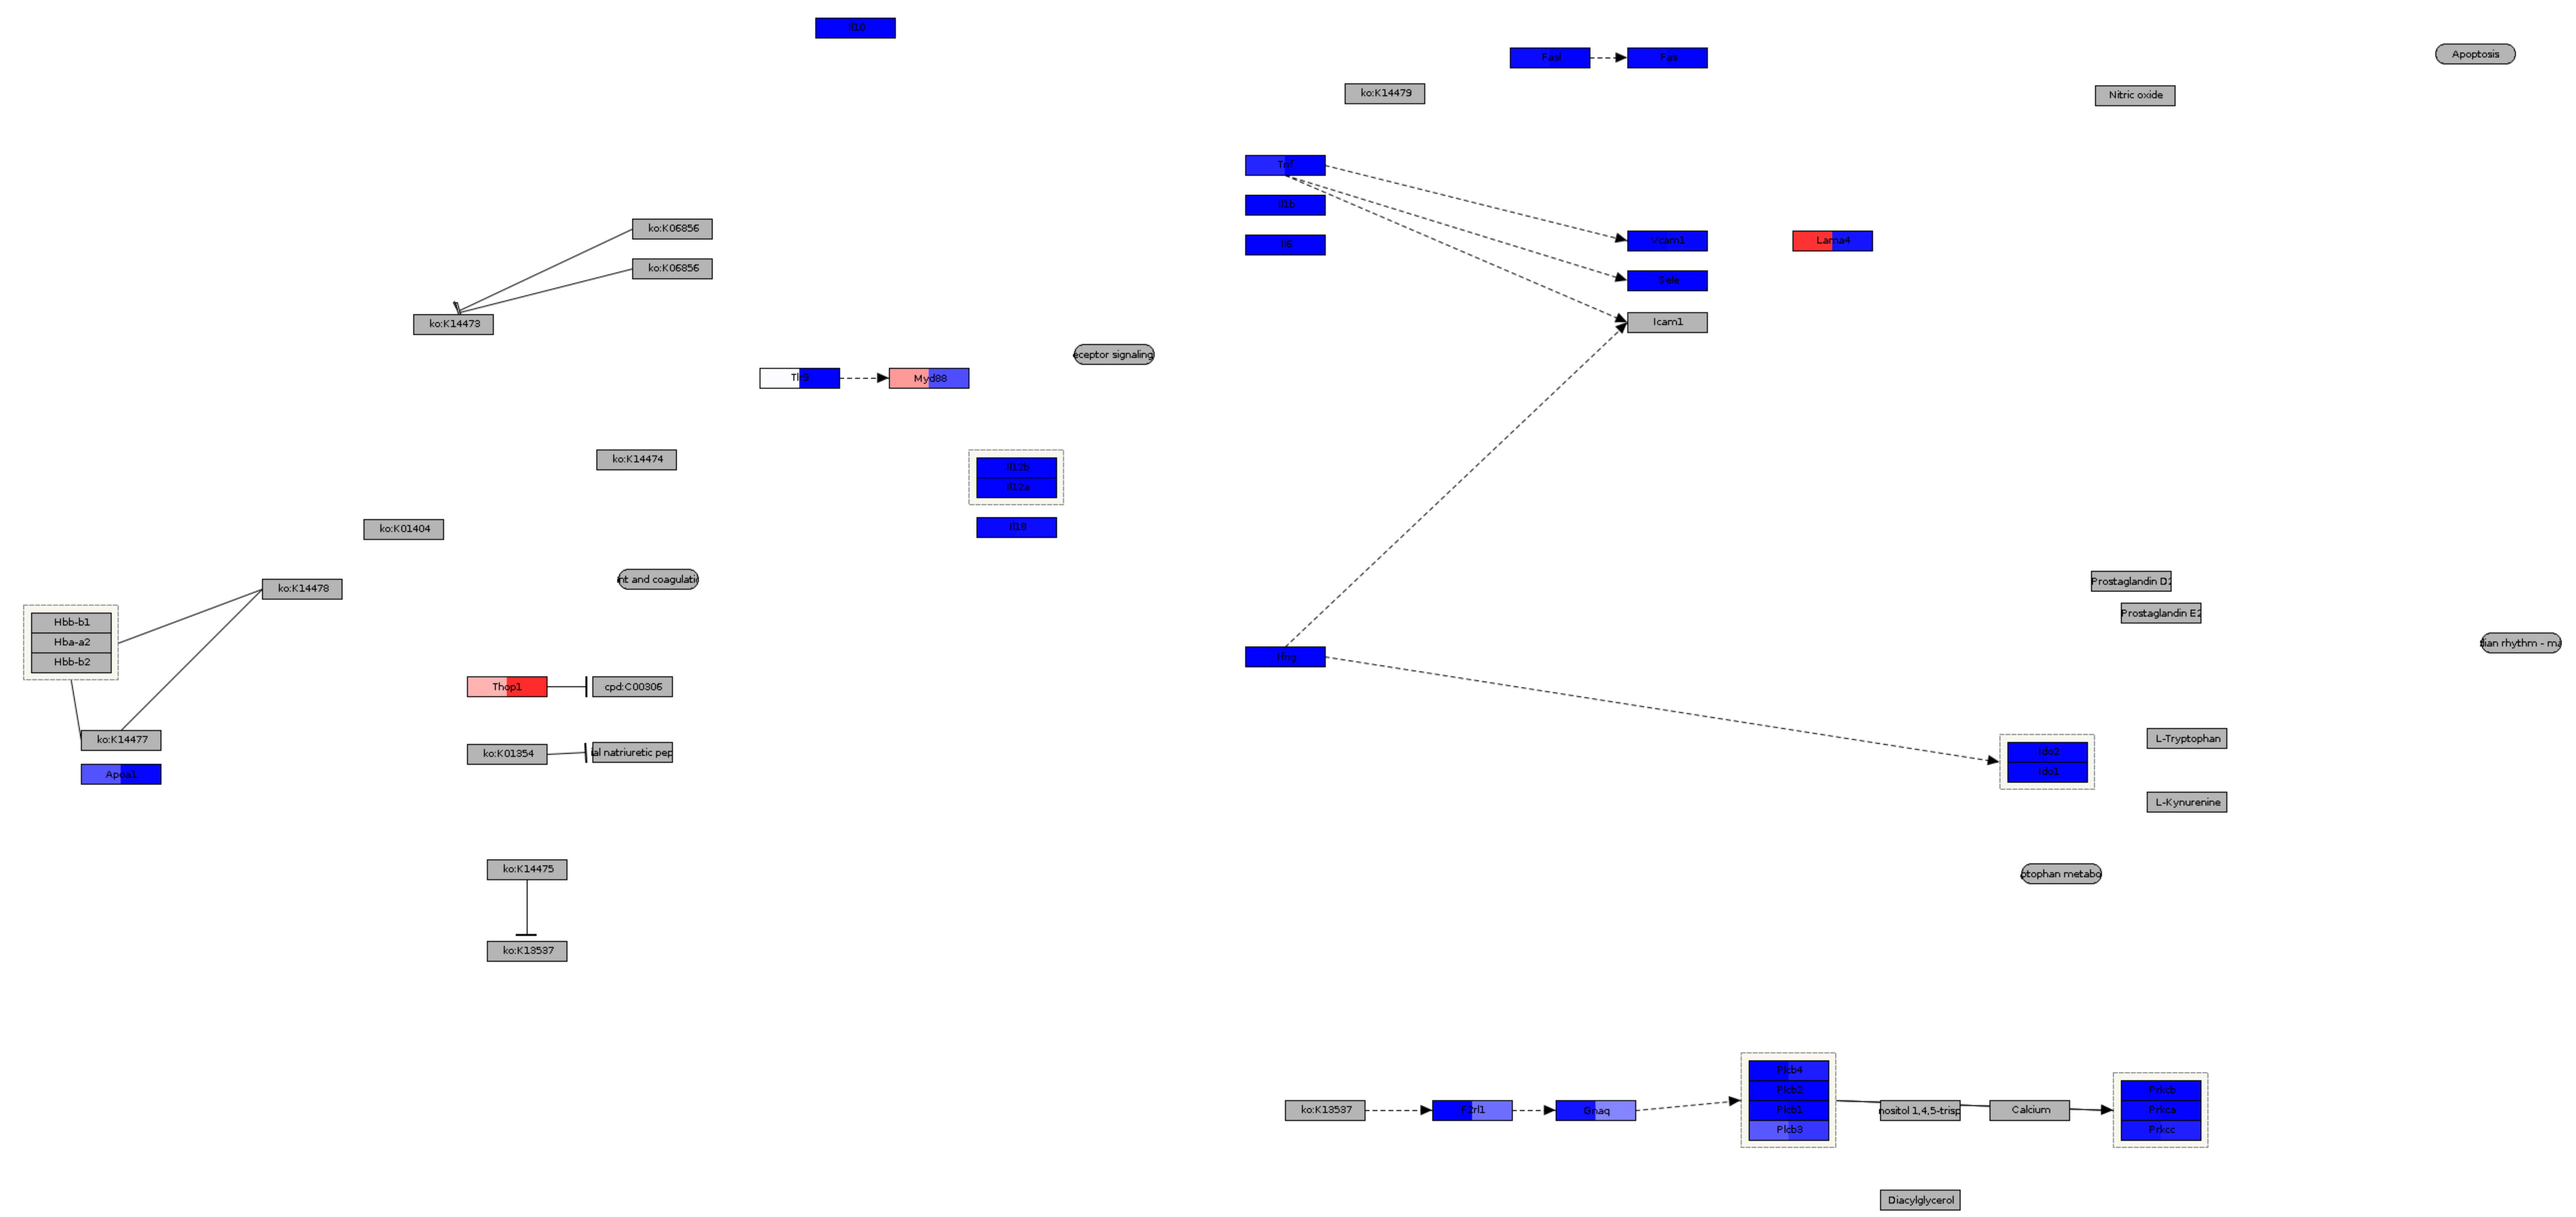 Il10
Fasl
Fas
Apoptosis
ko:K14479
Nitric oxide
Tnf
Il1b
ko:K06856
Il6
Vcam1
Lama4
ko:K06856
Sele
ko:K14473
Icam1
eceptor signaling
Myd88
ko:K14474
Il12b
Il12a
Il18
ko:K01404
nt and coagulati
Prostaglandin D2
ko:K14478
Prostaglandin E2
Hbb-b1
Hba-a2
Hbb-b2
dian rhythm - ma
Ifng
Thop1
cpd:C00306
ko:K14477
L-Tryptophan
ko:K01354
ial natriuretic pep
Ido2
Ido1
Apoa1
L-Kynurenine
ko:K14475
ptophan metabo
ko:K13537
Plcb4
Plcb2
Plcb1
Plcb3
Prkcb
Prkca
Prkcc
ko:K13537
F2rl1
Gnaq
nositol 1,4,5-trisp
Calcium
Diacylglycerol